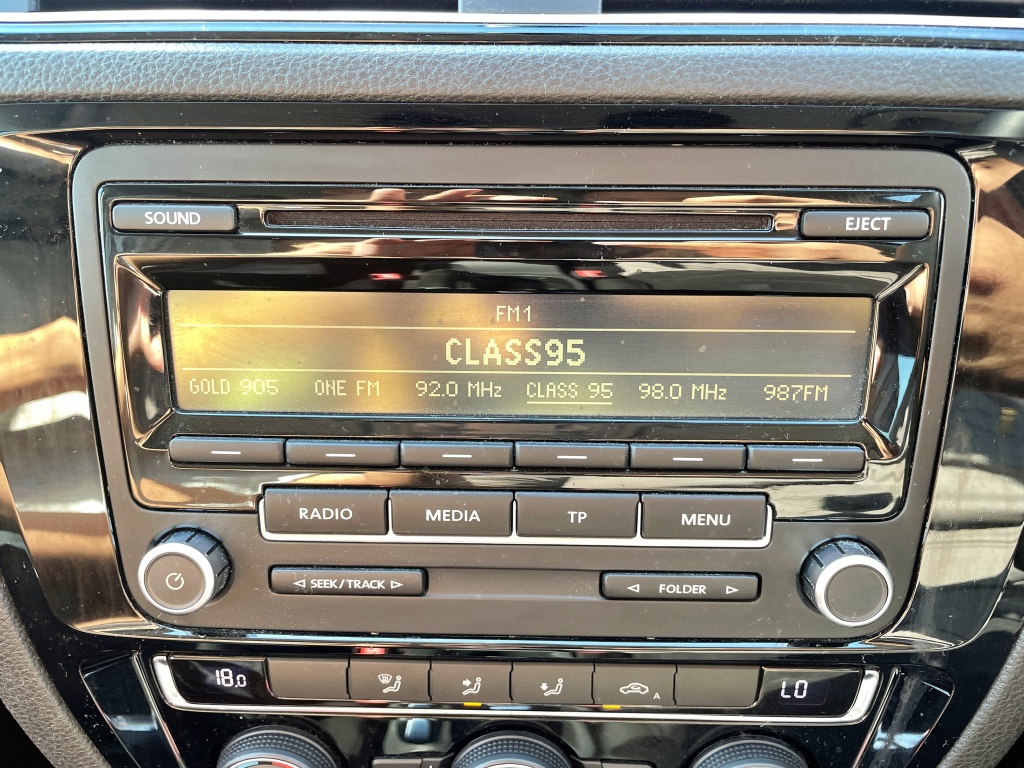 SOUND EJECT
FM1
CLASS95
GOLD 905 ONE FM 92.0 MHz CLASS 95 98.0 MHz 987FM
RADIO MEDIA TP MENU
SEEK/TRACK FOLDER
18.0 A LO